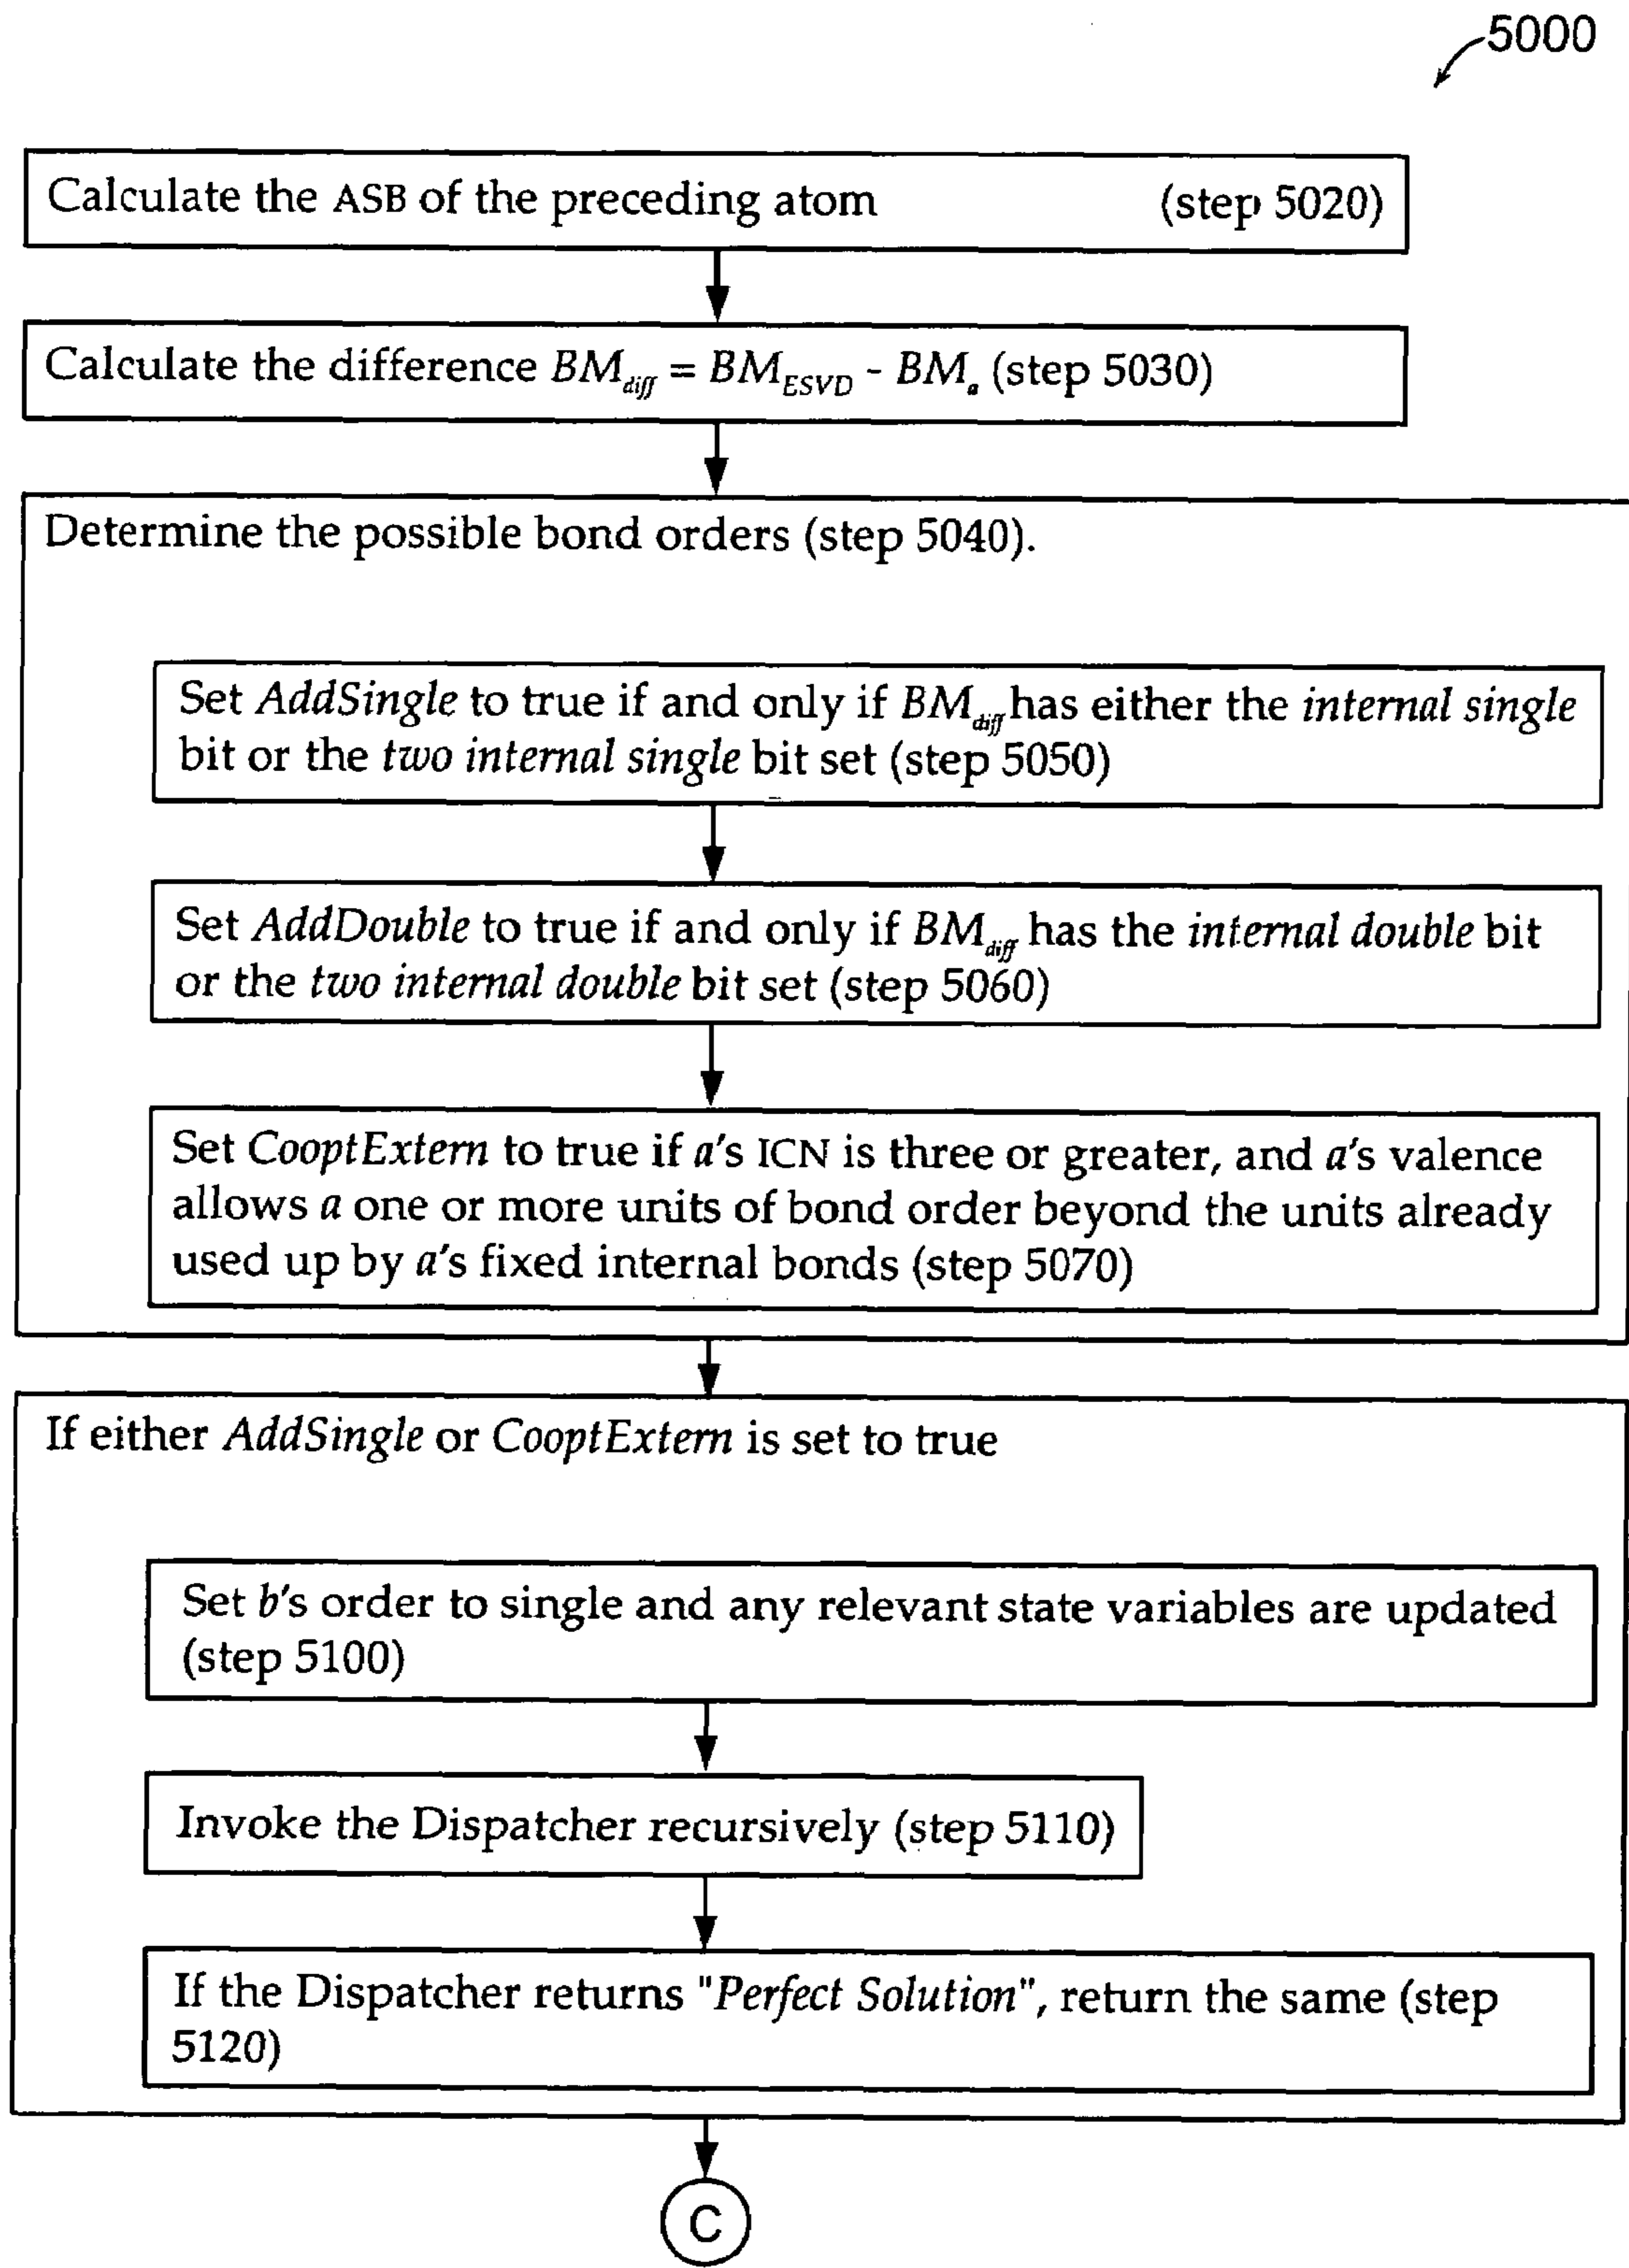 5000
Calculate the ASB of the preceding atom (step 5020)
Calculate the difference BMdiff = BMESVD - BMa (step 5030)
Determine the possible bond orders (step 5040).
Set AddSingle to true if and only if BMdiff has either the internal single
bit or the two internal single bit set (step 5050)
Set AddDouble to true if and only if BMdiff has the internal double bit
or the two internal double bit set (step 5060)
Set CooptExtern to true if a's ICN is three or greater, and a's valence
allows a one or more units of bond order beyond the units already
used up by a's fixed internal bonds (step 5070)
If either AddSingle or CooptExtern is set to true
Set b's order to single and any relevant state variables are updated
(step 5100)
Invoke the Dispatcher recursively (step 5110)
If the Dispatcher returns "Perfect Solution", return the same (step
5120)
C